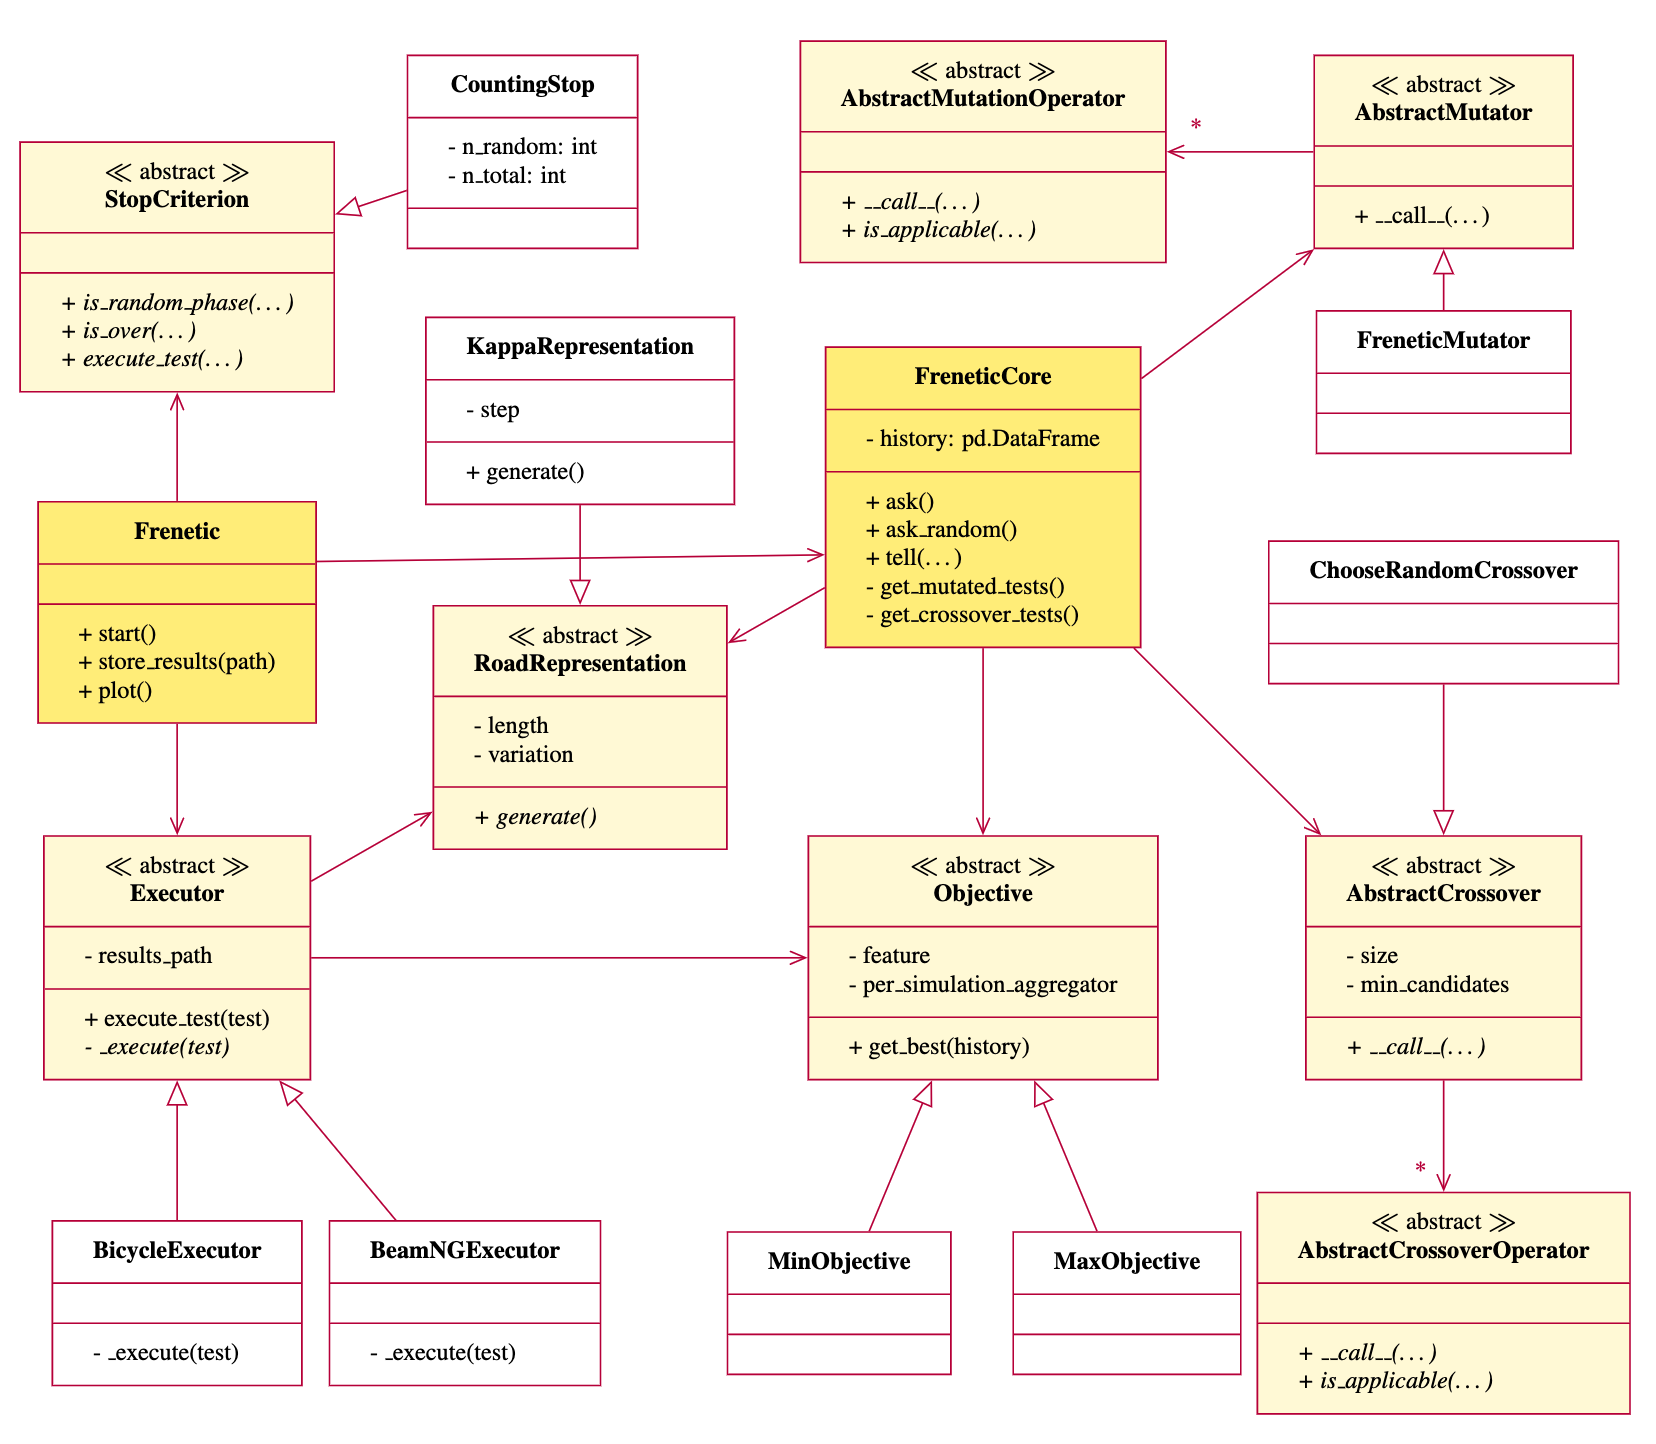 CountingStop
- n_random: int
- n_total: int
≪ abstract ≫
AbstractMutationOperator
+ __call__(...)
+ is_applicable(...)
*
≪ abstract ≫
AbstractMutator
+ __call__(...)
≪ abstract ≫
StopCriterion
+ is_random_phase(...)
+ is_over(...)
+ execute_test(...)
KappaRepresentation
- step
+ generate()
FreneticCore
- history: pd.DataFrame
+ ask()
+ ask_random()
+ tell(...)
- get_mutated_tests()
- get_crossover_tests()
FreneticMutator
Frenetic
+ start()
+ store_results(path)
+ plot()
≪ abstract ≫
RoadRepresentation
- length
- variation
+ generate()
ChooseRandomCrossover
≪ abstract ≫
Executor
- results_path
+ execute_test(test)
- _execute(test)
≪ abstract ≫
Objective
- feature
- per_simulation_aggregator
+ get_best(history)
≪ abstract ≫
AbstractCrossover
- size
- min_candidates
+ __call__(...)
*
BicycleExecutor
- _execute(test)
BeamNGExecutor
- _execute(test)
MinObjective
MaxObjective
≪ abstract ≫
AbstractCrossoverOperator
+ __call__(...)
+ is_applicable(...)